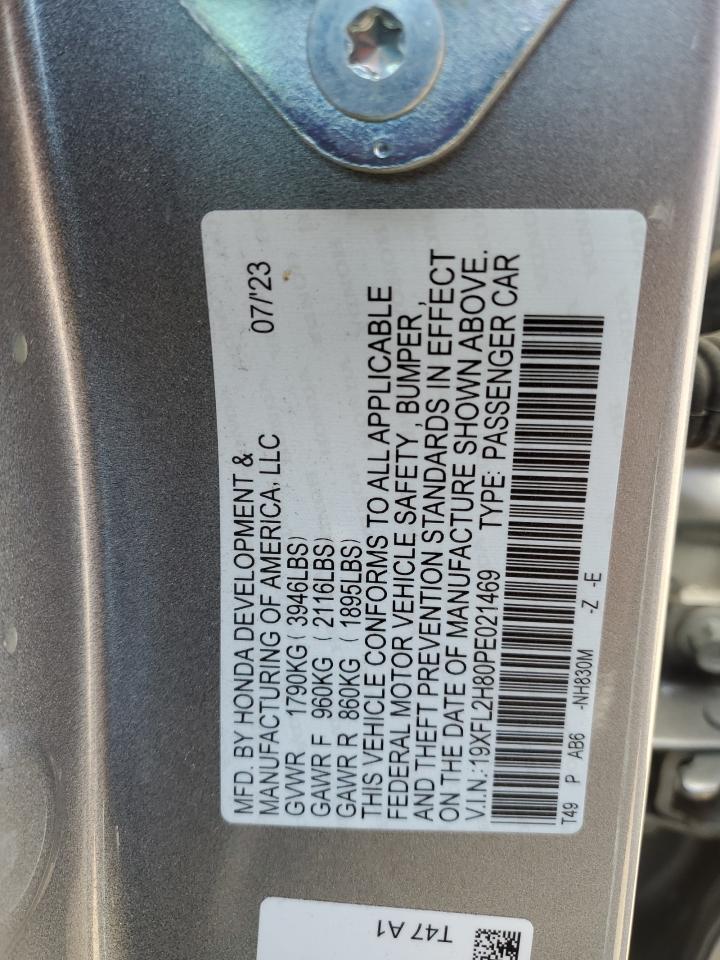 MFD. BY HONDA DEVELOPMENT &
MANUFACTURING OF AMERICA, LLC 07/'23
GVWR 1790KG (3946LBS)
GAWR F 960KG (2116LBS)
GAWR R 860KG (1895LBS)
THIS VEHICLE CONFORMS TO ALL APPLICABLE
FEDERAL MOTOR VEHICLE SAFETY, BUMPER,
AND THEFT PREVENTION STANDARDS IN EFFECT
ON THE DATE OF MANUFACTURE SHOWN ABOVE.
V.I.N.:19XFL2H80PE021469 TYPE: PASSENGER CAR
T49 P AB6 -NH830M -Z -E
T47 A1